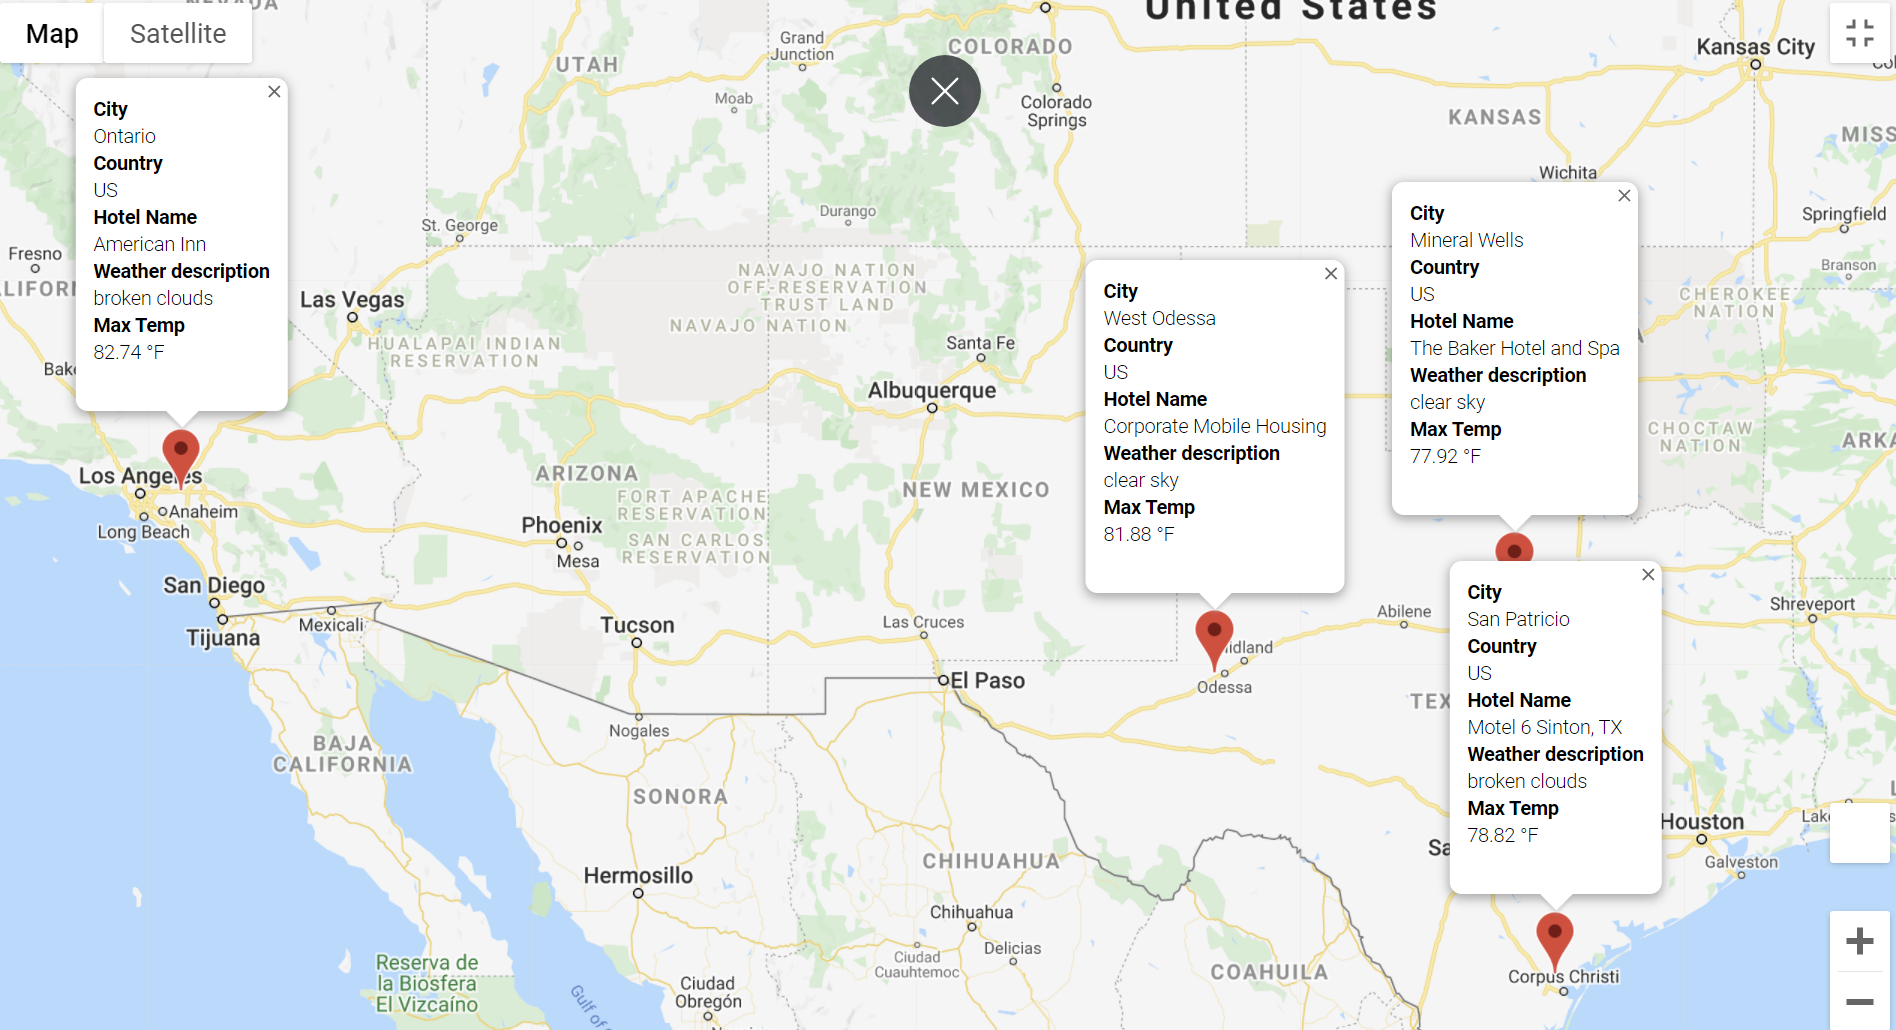 NEVADA
United States
Map
Satellite
Grand
Junction
COLORADO
Kansas City
UTAH
Moab
Colorado
Springs
KANSAS
MISS
Wichita
City
Ontario
Country
US
Hotel Name
American Inn
Weather description
broken clouds
Max Temp
82.74 °F
Durango
St. George
Springfield
Branson
Fresno
Las Vegas
NAVAJO NATION
OFF-RESERVATION
TRUST LAND
NAVAJO NATION
HUALAPAI INDIAN
RESERVATION
Santa Fe
Albuquerque
CHEROKEE
NATION
CHOCTAW
NATION
ARKA
City
West Odessa
Country
US
Hotel Name
Corporate Mobile Housing
Weather description
clear sky
Max Temp
81.88 °F
City
Mineral Wells
Country
US
Hotel Name
The Baker Hotel and Spa
Weather description
clear sky
Max Temp
77.92 °F
Los Angeles
Anaheim
Long Beach
ARIZONA
FORT APACHE
RESERVATION
NEW MEXICO
Phoenix
Mesa
SAN CARLOS
RESERVATION
San Diego
Tijuana
Mexicali
Tucson
Las Cruces
El Paso
Abilene
Shreveport
idland
Odessa
TEX
Nogales
City
San Patricio
Country
US
Hotel Name
Motel 6 Sinton, TX
Weather description
broken clouds
Max Temp
78.82 °F
BAJA
CALIFORNIA
SONORA
Houston
Galveston
Hermosillo
CHIHUAHUA
Chihuahua
Delicias
Ciudad
Cuauhtemoc
COAHUILA
Corpus Christi
Reserva de
la Biosfera
El Vizcaíno
Gulf of
Ciudad
Obregón